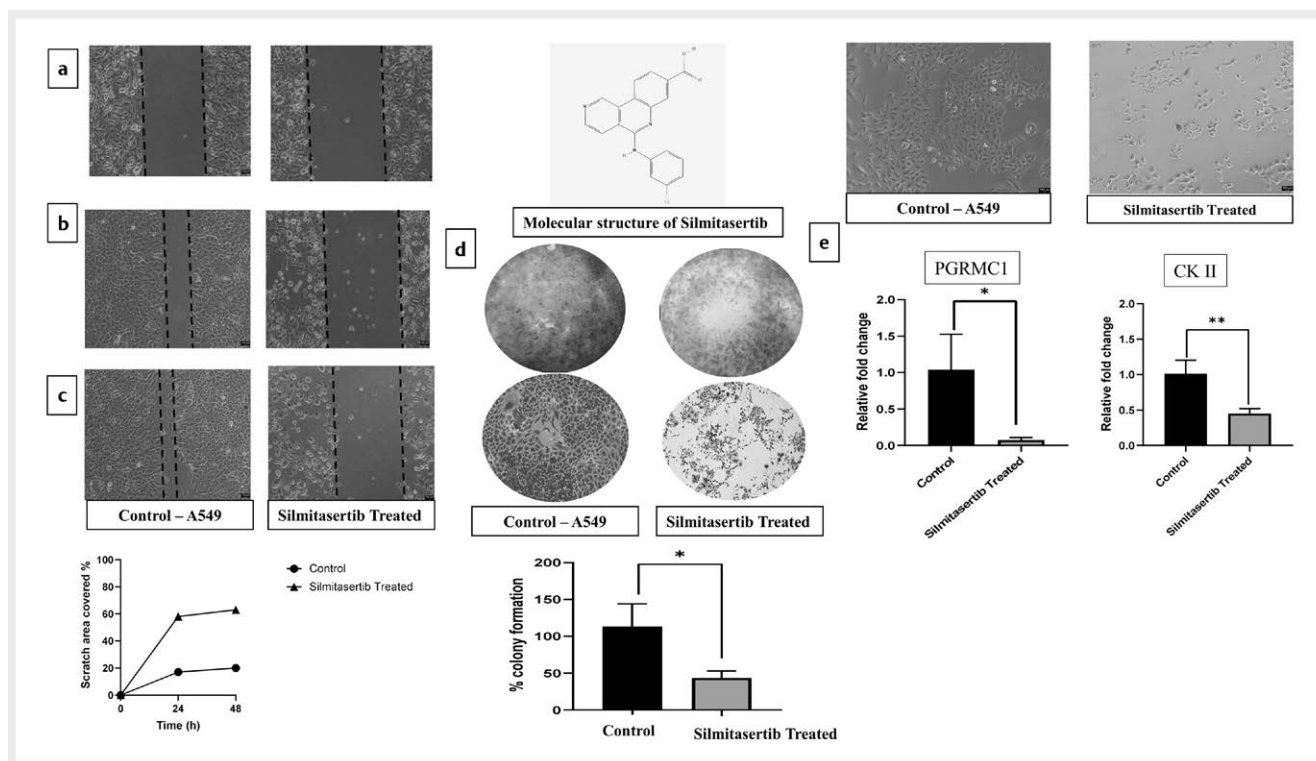 a
b
c
Control – A549
Silmitasertib Treated
Scratch area covered %
100
80
60
40
20
0
0
24
48
Time (h)
Control
Silmitasertib Treated
Molecular structure of Silmitasertib
d
Control – A549
Silmitasertib Treated
% colony formation
200
150
100
50
0
*
Control
Silmitasertib Treated
Control – A549
Silmitasertib Treated
e
PGRMC1
Relative fold change
2.0
1.5
1.0
0.5
0.0
*
Control
Silmitasertib Treated
CK II
Relative fold change
2.0
1.5
1.0
0.5
0.0
**
Control
Silmitasertib Treated